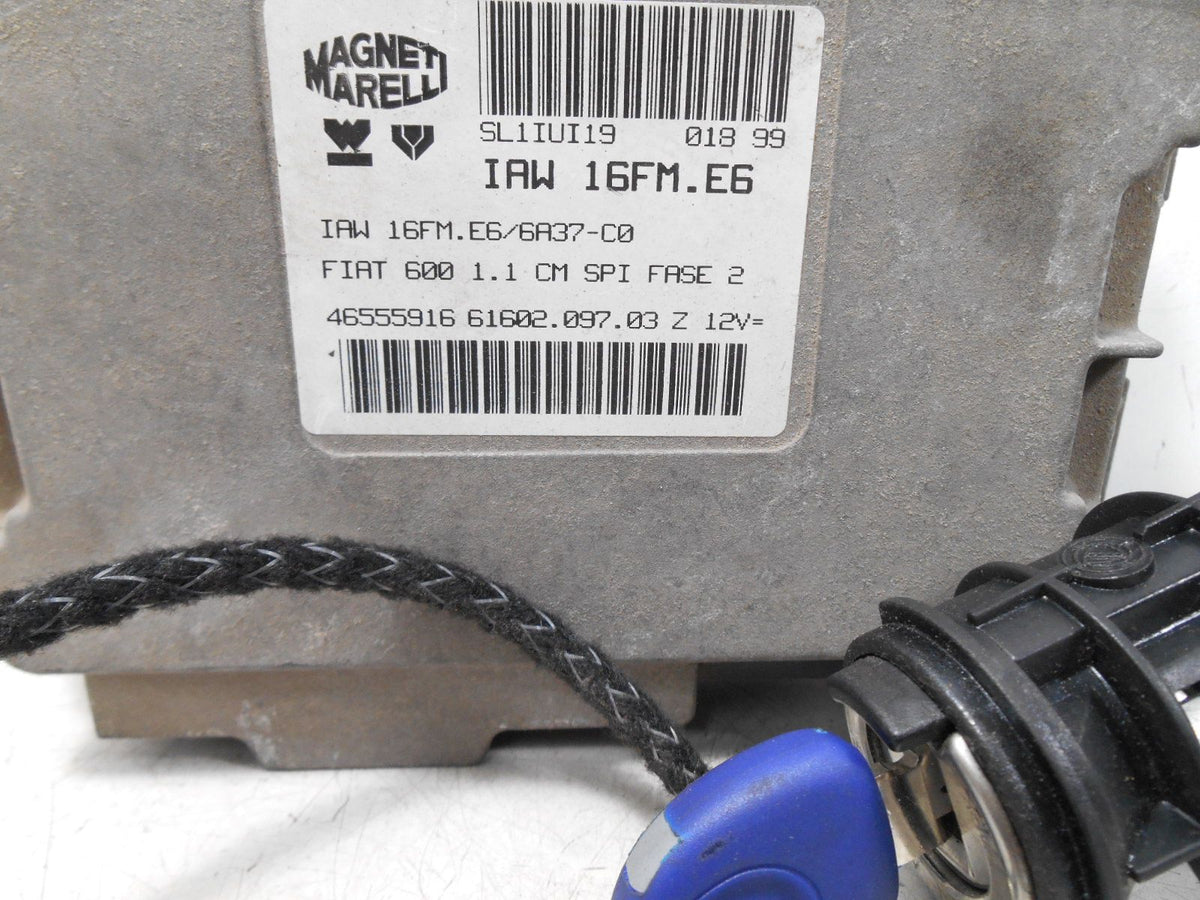 MAGNETI
MARELLI
SL1IUI19 018 99
IAW 16FM.E6
IAW 16FM.E6/6A37-C0
FIAT 600 1.1 CM SPI FASE 2
46555916 61602.097.03 Z 12V=